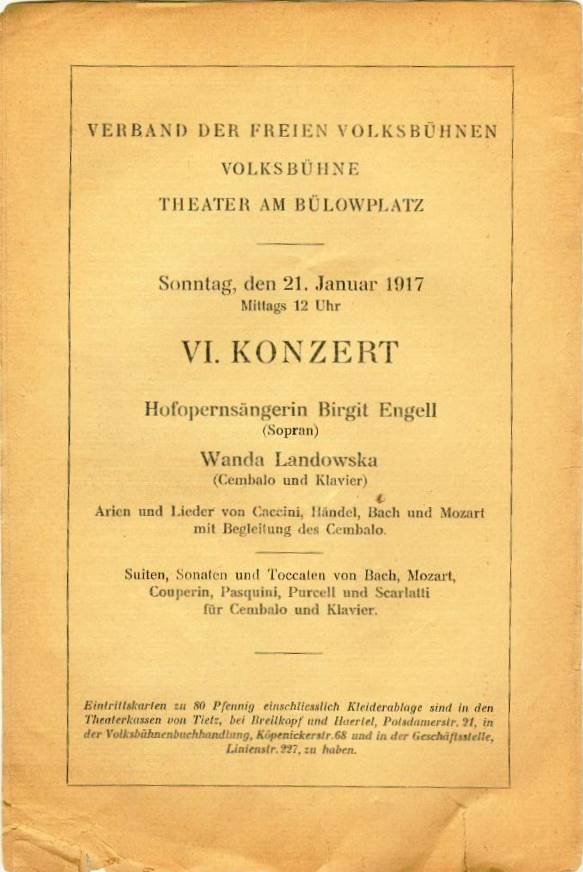 VERBAND DER FREIEN VOLKSBÜHNEN
VOLKSBÜHNE
THEATER AM BÜLOWPLATZ
Sonntag, den 21. Januar 1917
Mittags 12 Uhr
VI. KONZERT
Hofopernsängerin Birgit Engell
(Sopran)
Wanda Landowska
(Cembalo und Klavier)
Arien und Lieder von Caccini, Händel, Bach und Mozart
mit Begleitung des Cembalo.
Suiten, Sonaten und Toccaten von Bach, Mozart,
Couperin, Pasquini, Purcell und Scarlatti
für Cembalo und Klavier.
Eintrittskarten zu 80 Pfennig einschliesslich Kleiderablage sind in den
Theaterkassen von Tietz, bei Breitkopf und Haertel, Potsdamerstr. 21, in
der Volksbühnenbuchhandlung, Köpenickerstr. 68 und in der Geschäftsstelle,
Linienstr. 227, zu haben.